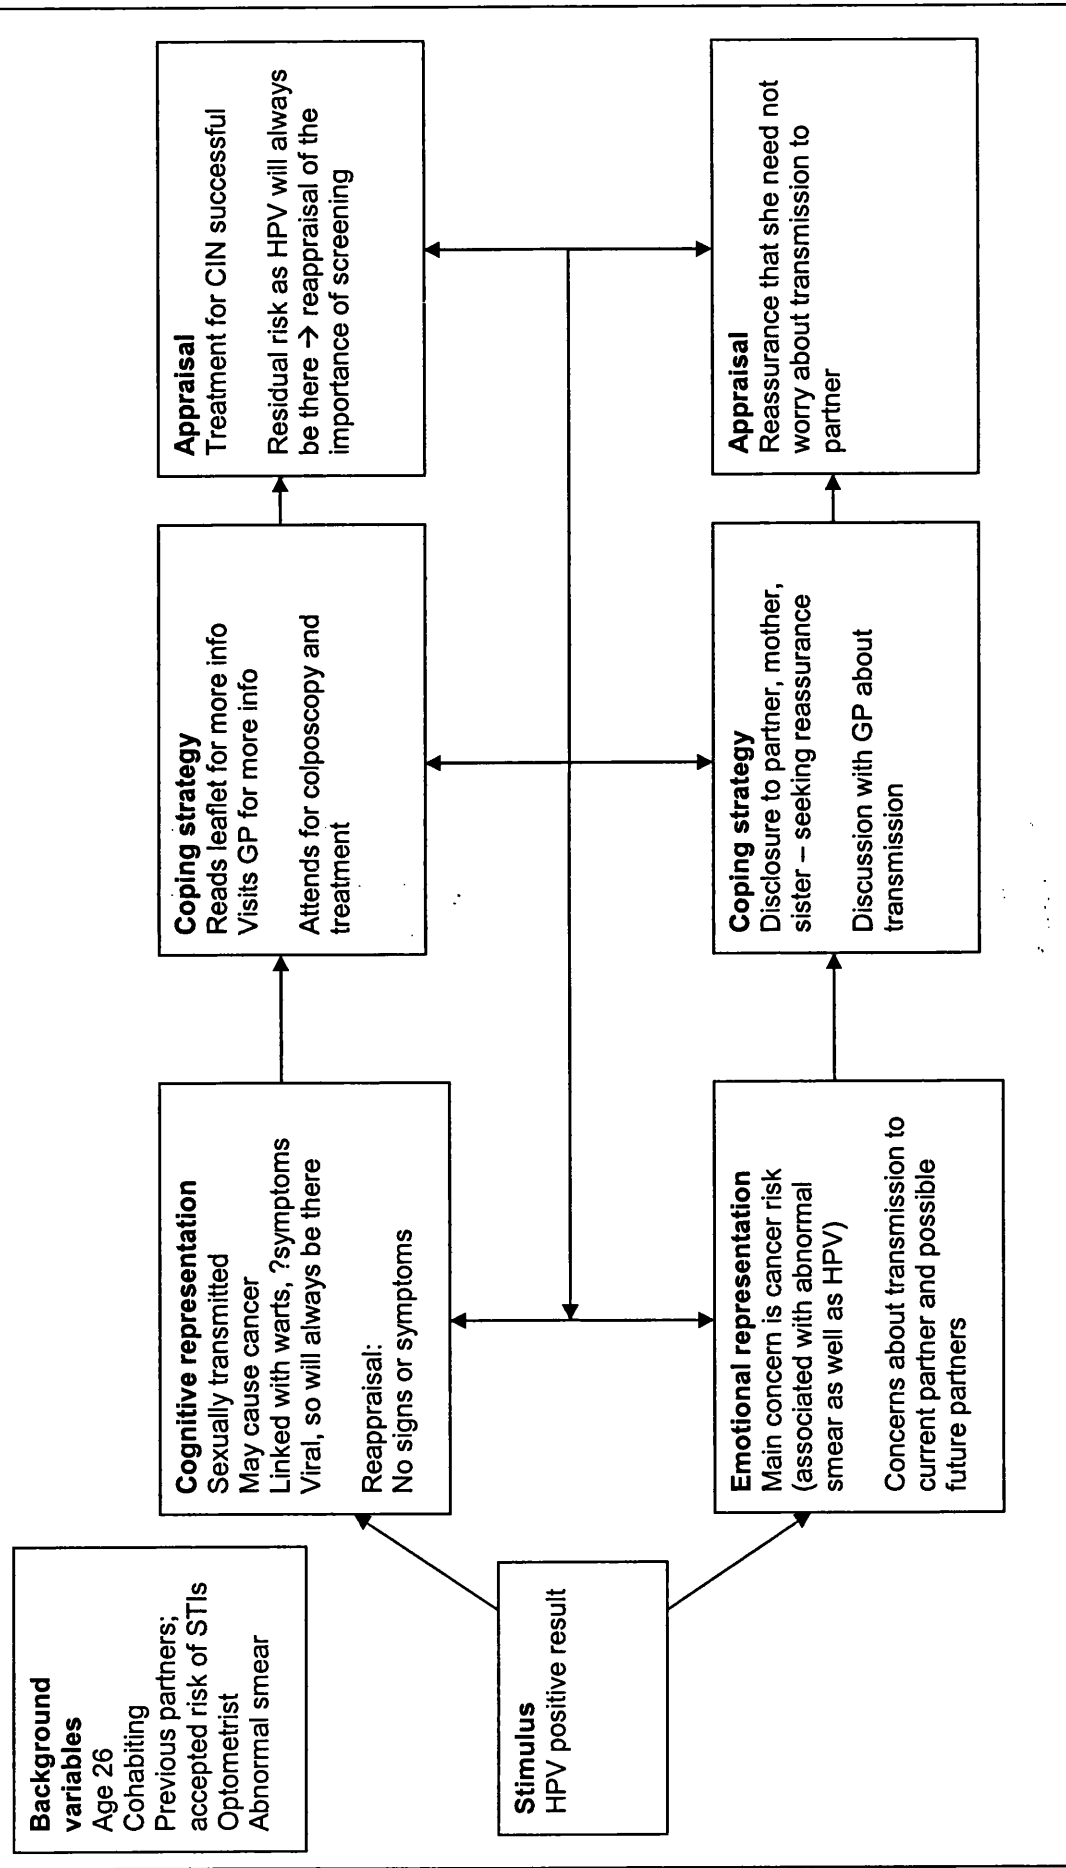 Background
variables
Age 26
Cohabiting
Previous partners;
accepted risk of STIs
Optometrist
Abnormal smear
Stimulus
HPV positive result
Cognitive representation
Sexually transmitted
May cause cancer
Linked with warts, ?symptoms
Viral, so will always be there
Reappraisal:
No signs or symptoms
Coping strategy
Reads leaflet for more info
Visits GP for more info
Attends for colposcopy and
treatment
Appraisal
Treatment for CIN successful
Residual risk as HPV will always
be there → reappraisal of the
importance of screening
Emotional representation
Main concern is cancer risk
(associated with abnormal
smear as well as HPV)
Concerns about transmission to
current partner and possible
future partners
Coping strategy
Disclosure to partner, mother,
sister – seeking reassurance
Discussion with GP about
transmission
Appraisal
Reassurance that she need not
worry about transmission to
partner